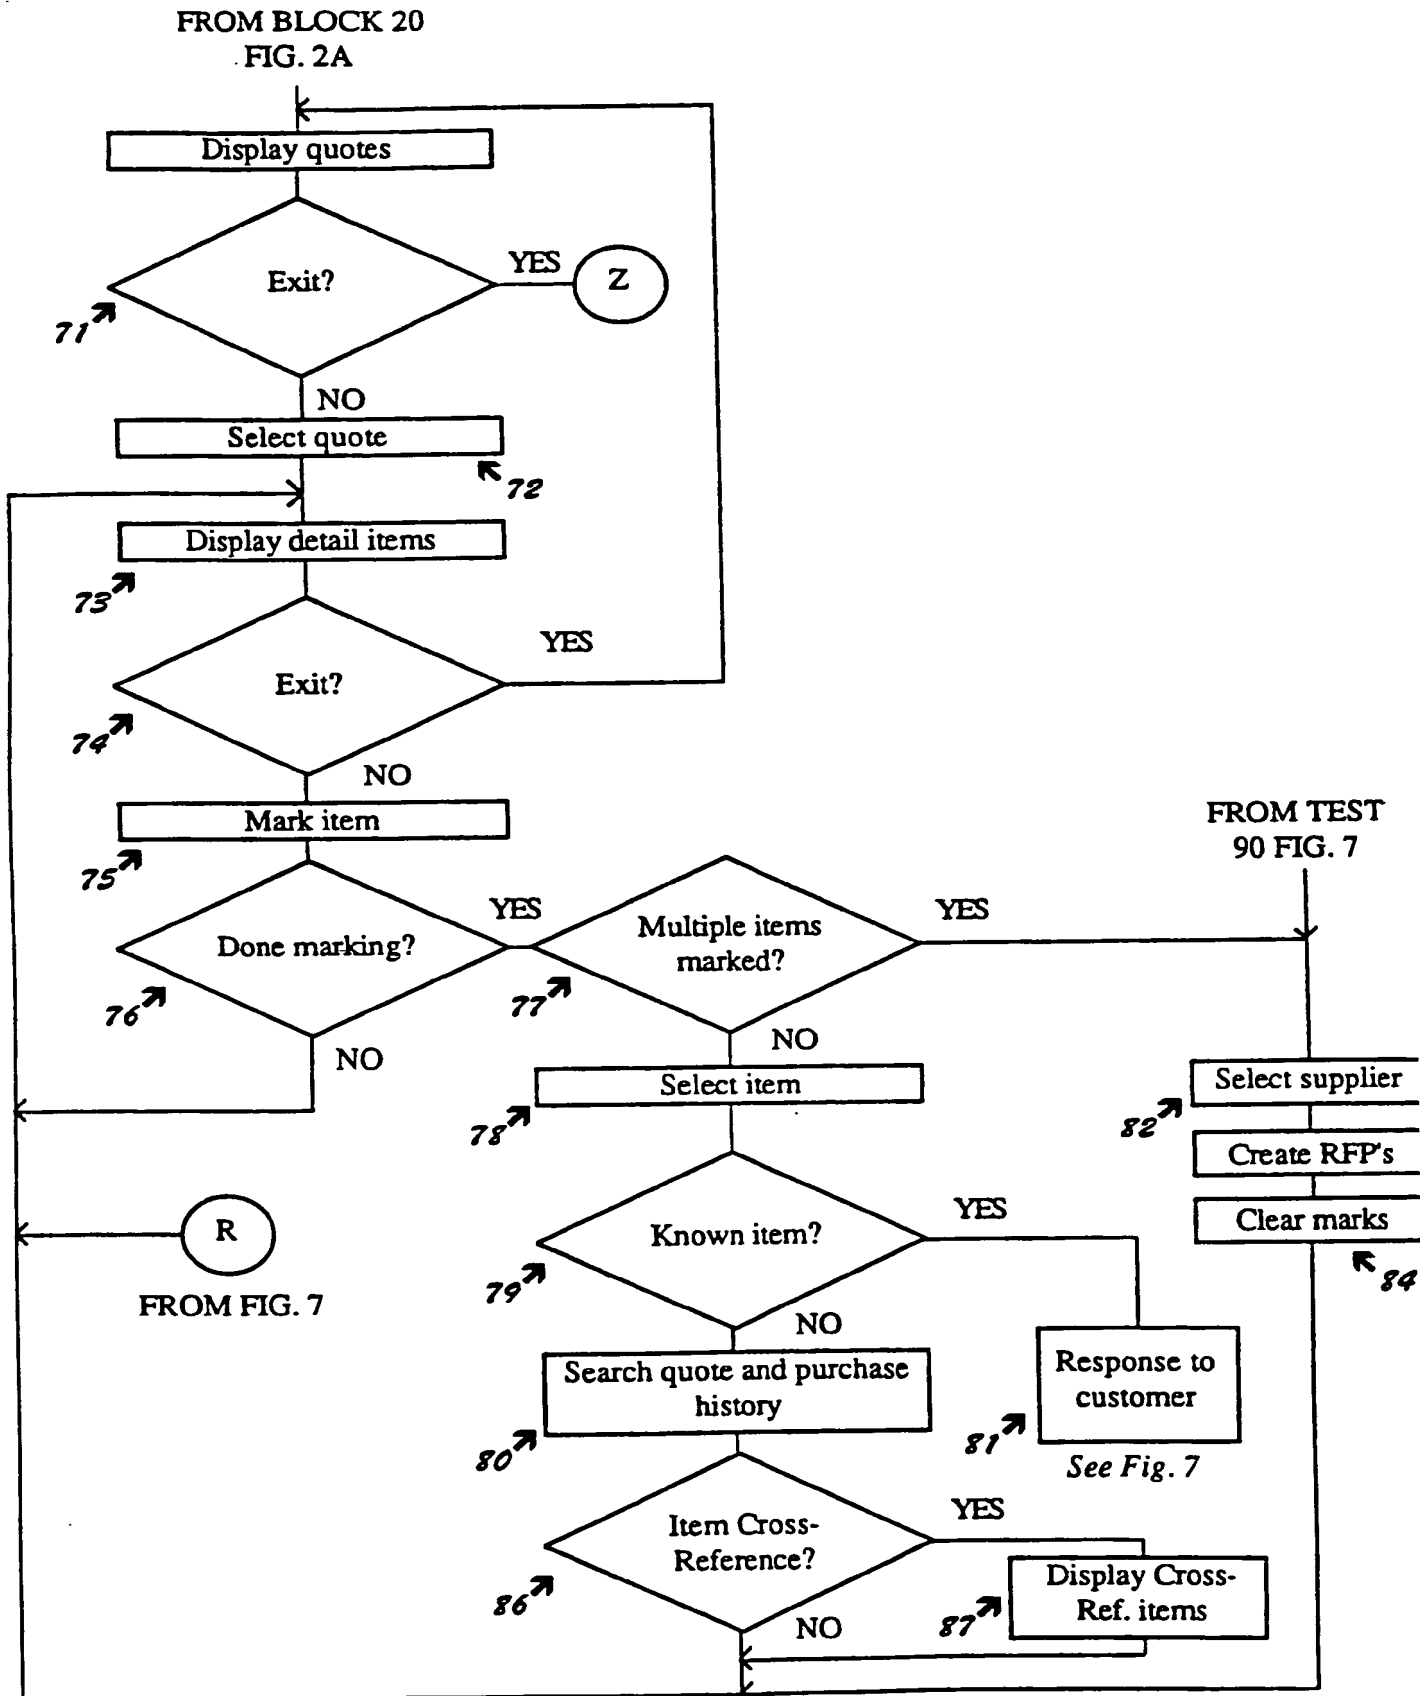 FROM BLOCK 20
FIG. 2A
Display quotes
Exit?
YES
Z
71
NO
Select quote
72
Display detail items
73
Exit?
YES
74
NO
Mark item
75
Done marking?
YES
76
NO
Multiple items
marked?
YES
77
NO
FROM TEST
90 FIG. 7
Select item
78
Select supplier
82
Create RFP's
Clear marks
84
R
FROM FIG. 7
Known item?
YES
79
NO
Search quote and purchase
history
80
Response to
customer
81
See Fig. 7
Item Cross-
Reference?
YES
86
NO
Display Cross-
Ref. items
87